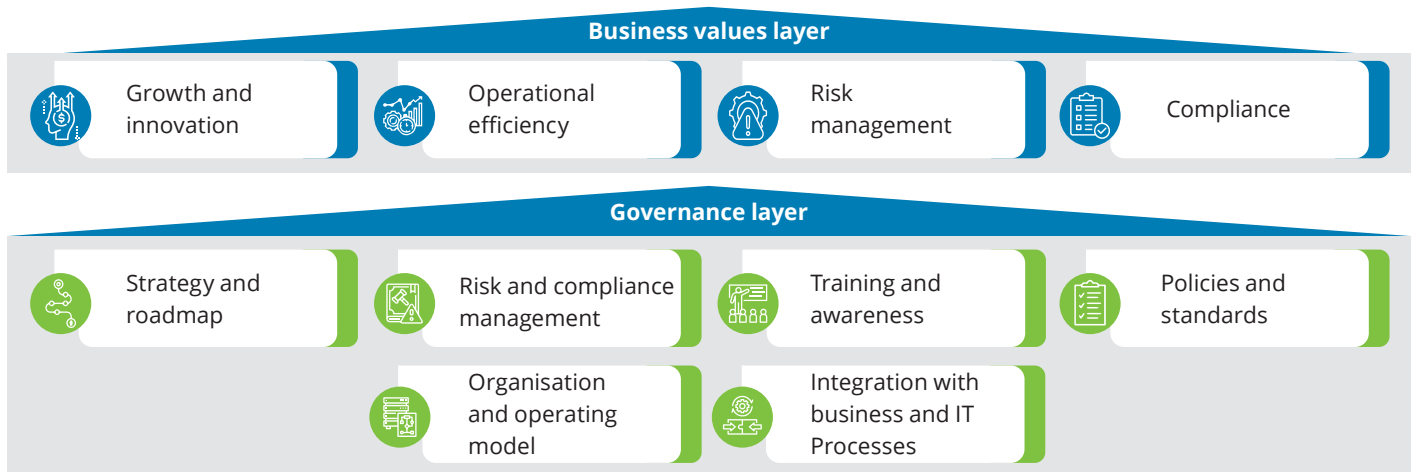 Business values layer
Growth and
innovation
Operational
efficiency
Risk
management
Compliance
Governance layer
Strategy and
roadmap
Risk and compliance
management
Training and
awareness
Policies and
standards
Organisation
and operating
model
Integration with
business and IT
Processes